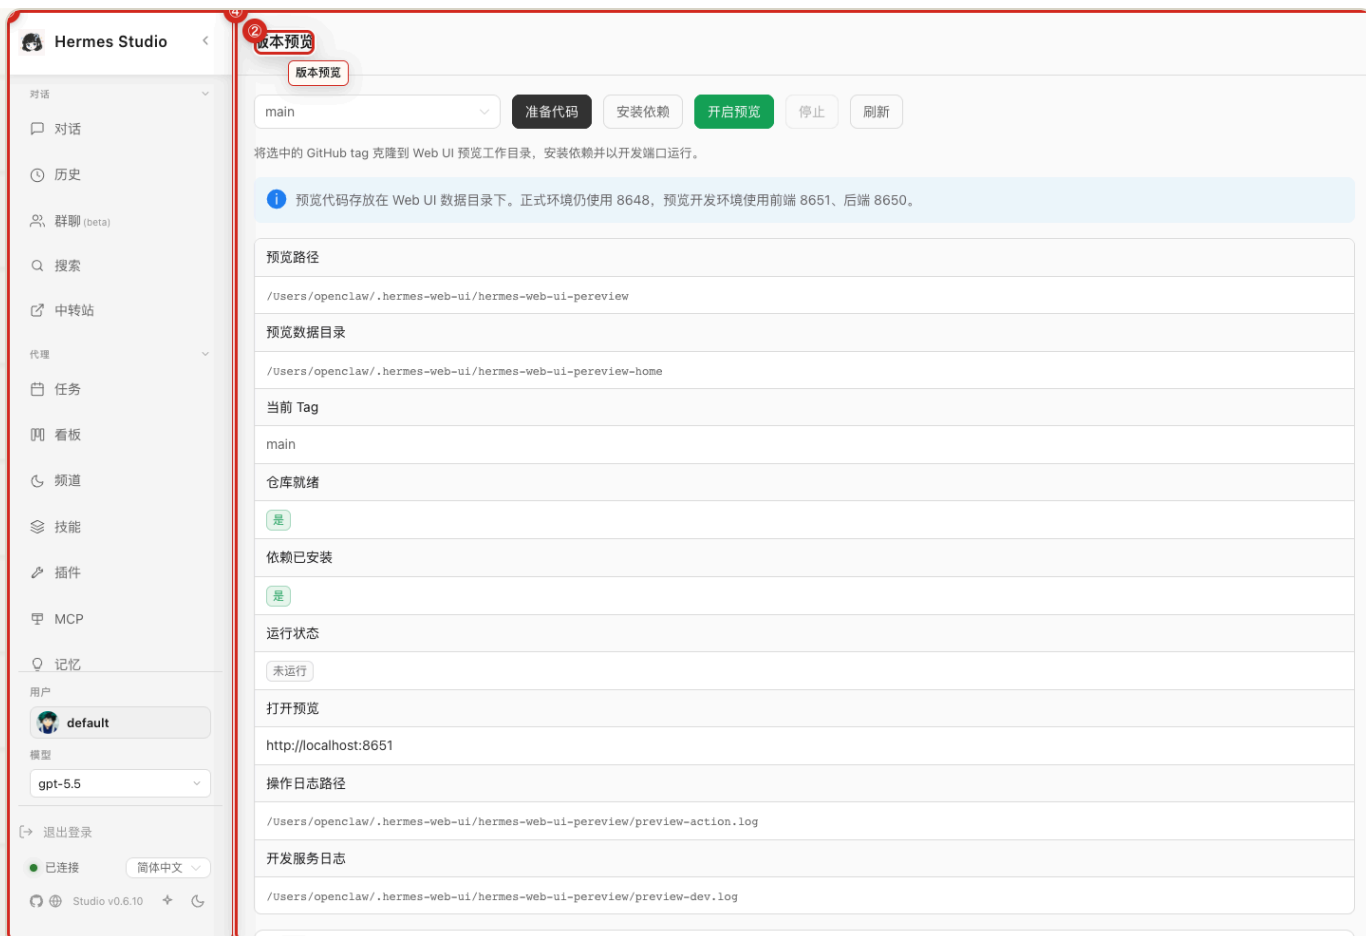 ④
②
Hermes Studio
对话
对话
历史
群聊 (beta)
搜索
中转站
代理
任务
看板
频道
技能
插件
MCP
记忆
用户
default
模型
gpt-5.5
退出登录
已连接
简体中文
Studio v0.6.10
版本预览
版本预览
main
准备代码
安装依赖
开启预览
停止
刷新
将选中的 GitHub tag 克隆到 Web UI 预览工作目录，安装依赖并以开发端口运行。
预览代码存放在 Web UI 数据目录下。正式环境仍使用 8648，预览开发环境使用前端 8651、后端 8650。
预览路径
/Users/openclaw/.hermes-web-ui/hermes-web-ui-pereview
预览数据目录
/Users/openclaw/.hermes-web-ui/hermes-web-ui-pereview-home
当前 Tag
main
仓库就绪
是
依赖已安装
是
运行状态
未运行
打开预览
http://localhost:8651
操作日志路径
/Users/openclaw/.hermes-web-ui/hermes-web-ui-pereview/preview-action.log
开发服务日志
/Users/openclaw/.hermes-web-ui/hermes-web-ui-pereview/preview-dev.log